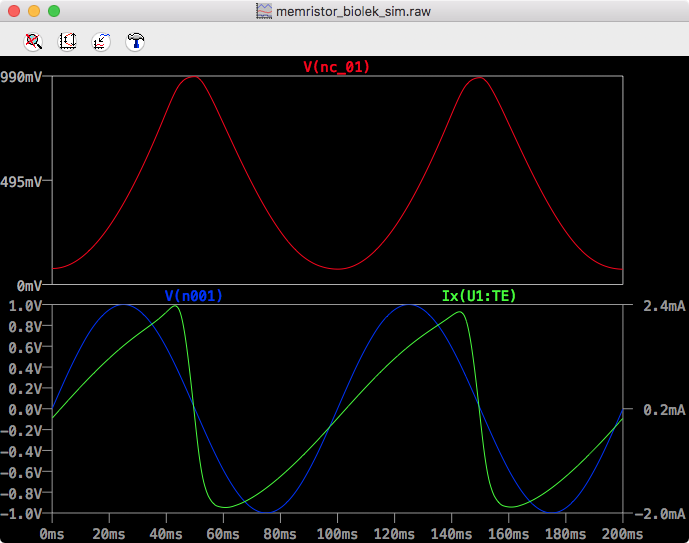 memristor_biolek_sim.raw
V(nc_01)
990mV
495mV
0mV
V(n001) Ix(U1:TE)
1.0V 2.4mA
0.8V
0.6V
0.4V
0.2V
0.0V 0.2mA
-0.2V
-0.4V
-0.6V
-0.8V
-1.0V -2.0mA
0ms 20ms 40ms 60ms 80ms 100ms 120ms 140ms 160ms 180ms 200ms